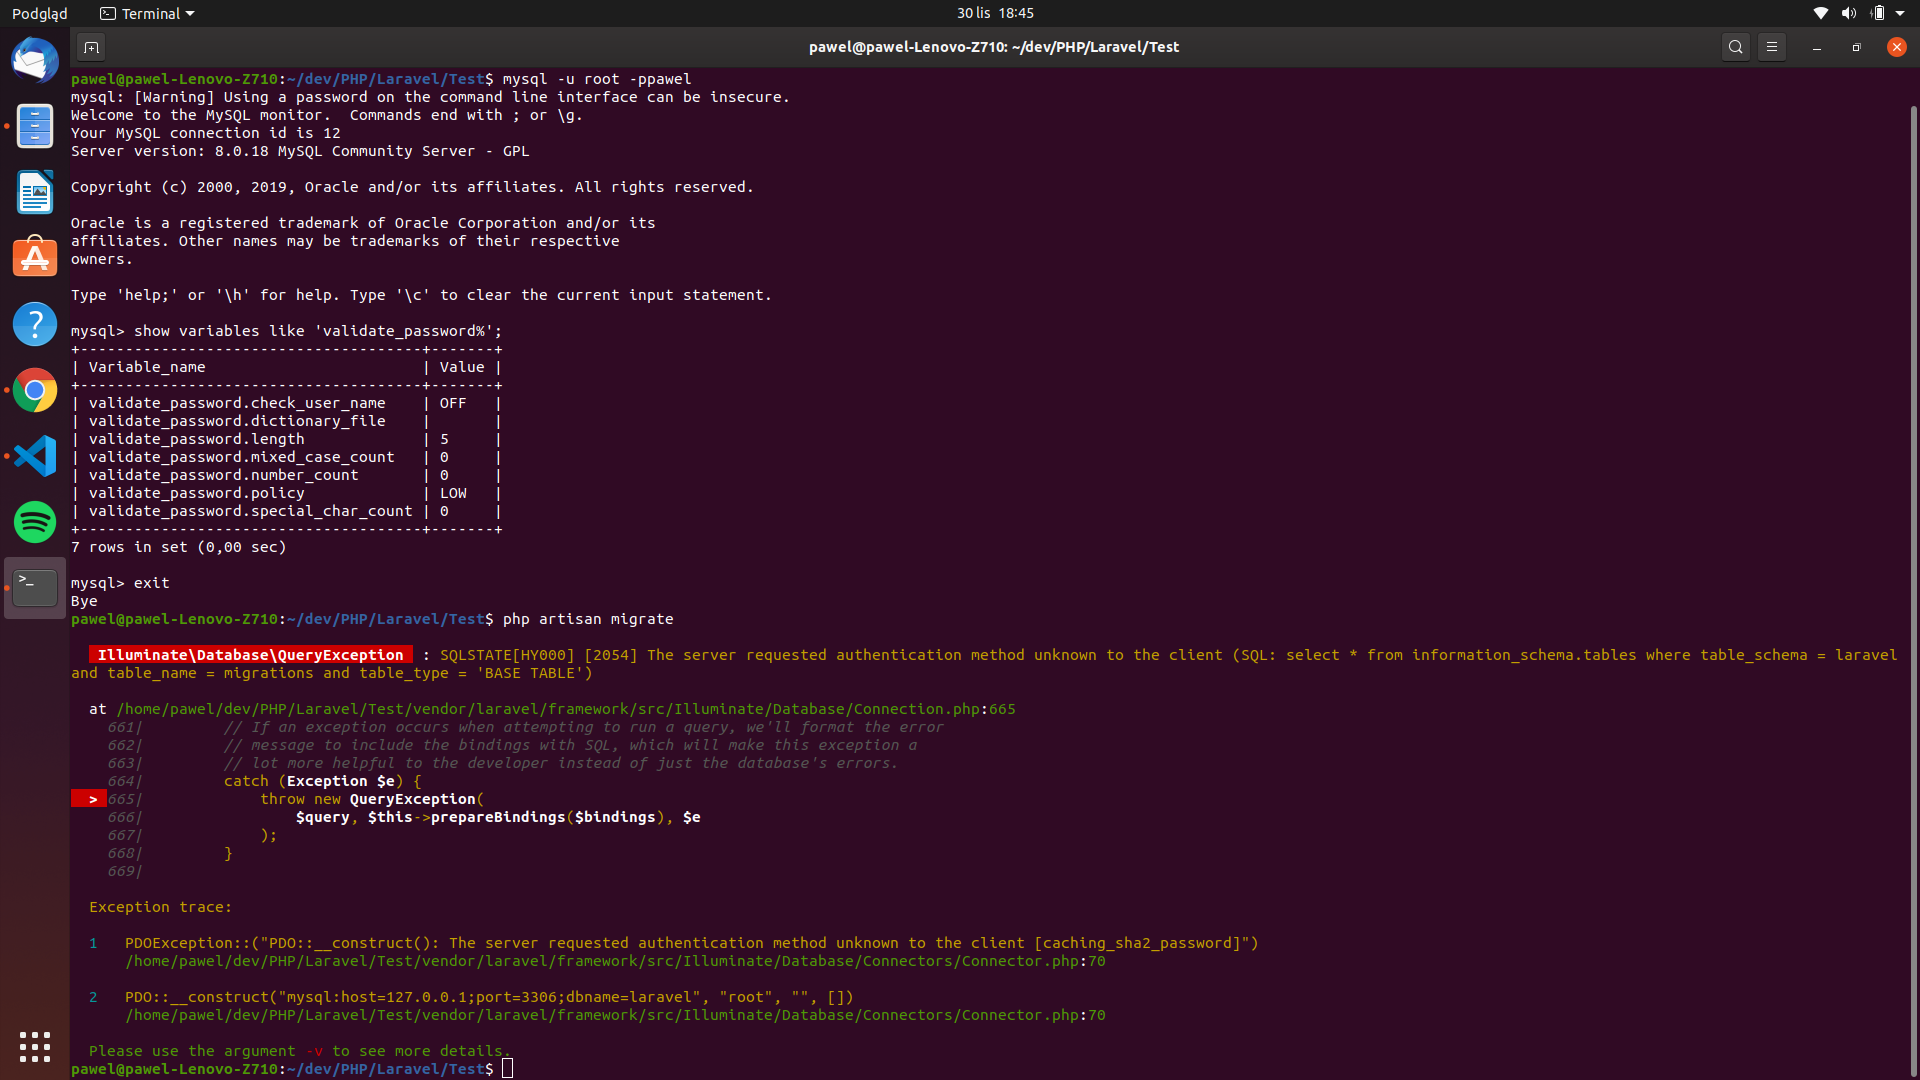 Podgląd Terminal 30 lis 18:45
pawel@pawel-Lenovo-Z710: ~/dev/PHP/Laravel/Test
pawel@pawel-Lenovo-Z710:~/dev/PHP/Laravel/Test$ mysql -u root -ppawel
mysql: [Warning] Using a password on the command line interface can be insecure.
Welcome to the MySQL monitor.  Commands end with ; or \g.
Your MySQL connection id is 12
Server version: 8.0.18 MySQL Community Server - GPL
Copyright (c) 2000, 2019, Oracle and/or its affiliates. All rights reserved.
Oracle is a registered trademark of Oracle Corporation and/or its
affiliates. Other names may be trademarks of their respective
owners.
Type 'help;' or '\h' for help. Type '\c' to clear the current input statement.
mysql> show variables like 'validate_password%';
+--------------------------------------+-------+
| Variable_name                        | Value |
+--------------------------------------+-------+
| validate_password.check_user_name    | OFF   |
| validate_password.dictionary_file    |       |
| validate_password.length             | 5     |
| validate_password.mixed_case_count   | 0     |
| validate_password.number_count       | 0     |
| validate_password.policy             | LOW   |
| validate_password.special_char_count | 0     |
+--------------------------------------+-------+
7 rows in set (0,00 sec)
mysql> exit
Bye
pawel@pawel-Lenovo-Z710:~/dev/PHP/Laravel/Test$ php artisan migrate
Illuminate\Database\QueryException  : SQLSTATE[HY000] [2054] The server requested authentication method unknown to the client (SQL: select * from information_schema.tables where table_schema = laravel
and table_name = migrations and table_type = 'BASE TABLE')
at /home/pawel/dev/PHP/Laravel/Test/vendor/laravel/framework/src/Illuminate/Database/Connection.php:665
661|         // If an exception occurs when attempting to run a query, we'll format the error
662|         // message to include the bindings with SQL, which will make this exception a
663|         // lot more helpful to the developer instead of just the database's errors.
664|         catch (Exception $e) {
> 665|             throw new QueryException(
666|                 $query, $this->prepareBindings($bindings), $e
667|             );
668|         }
669|
Exception trace:
1   PDOException::("PDO::__construct(): The server requested authentication method unknown to the client [caching_sha2_password]")
/home/pawel/dev/PHP/Laravel/Test/vendor/laravel/framework/src/Illuminate/Database/Connectors/Connector.php:70
2   PDO::__construct("mysql:host=127.0.0.1;port=3306;dbname=laravel", "root", "", [])
/home/pawel/dev/PHP/Laravel/Test/vendor/laravel/framework/src/Illuminate/Database/Connectors/Connector.php:70
Please use the argument -v to see more details.
pawel@pawel-Lenovo-Z710:~/dev/PHP/Laravel/Test$